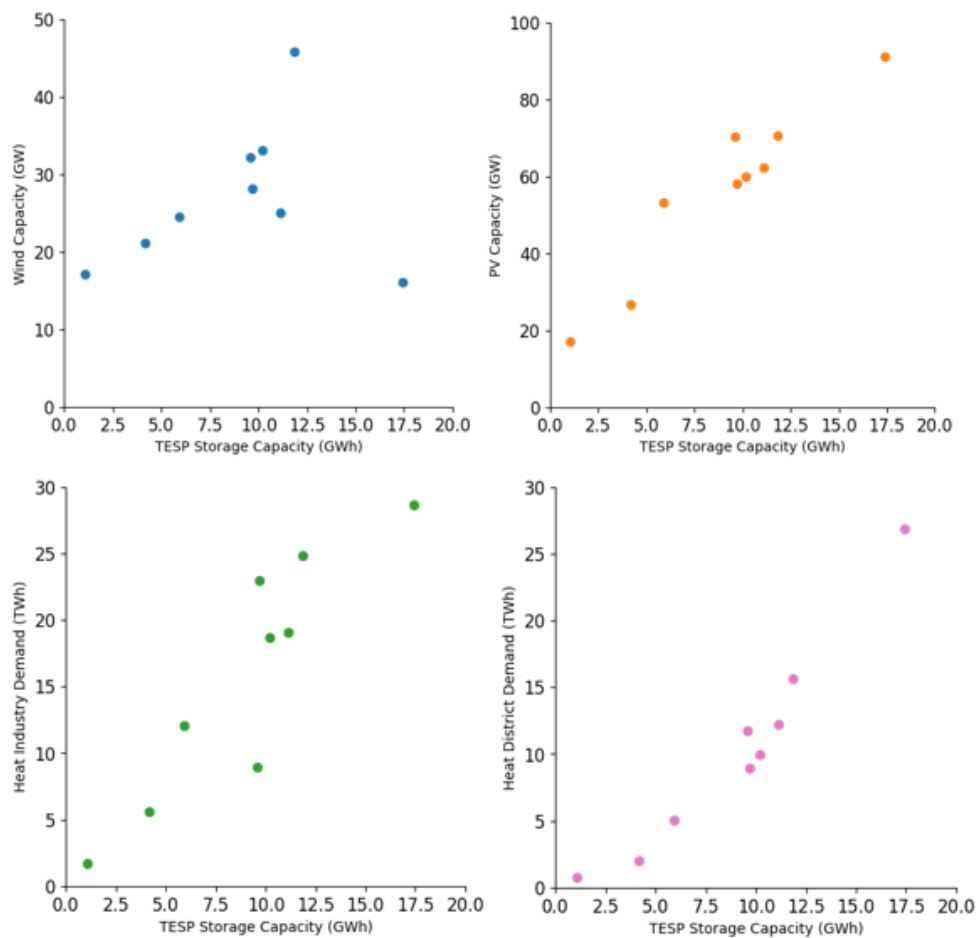 50
40
30
20
10
0
Wind Capacity (GW)
0.0 2.5 5.0 7.5 10.0 12.5 15.0 17.5 20.0
TESP Storage Capacity (GWh)
100
80
60
40
20
0
PV Capacity (GW)
0.0 2.5 5.0 7.5 10.0 12.5 15.0 17.5 20.0
TESP Storage Capacity (GWh)
30
25
20
15
10
5
0
Heat Industry Demand (TWh)
0.0 2.5 5.0 7.5 10.0 12.5 15.0 17.5 20.0
TESP Storage Capacity (GWh)
30
25
20
15
10
5
0
Heat District Demand (TWh)
0.0 2.5 5.0 7.5 10.0 12.5 15.0 17.5 20.0
TESP Storage Capacity (GWh)